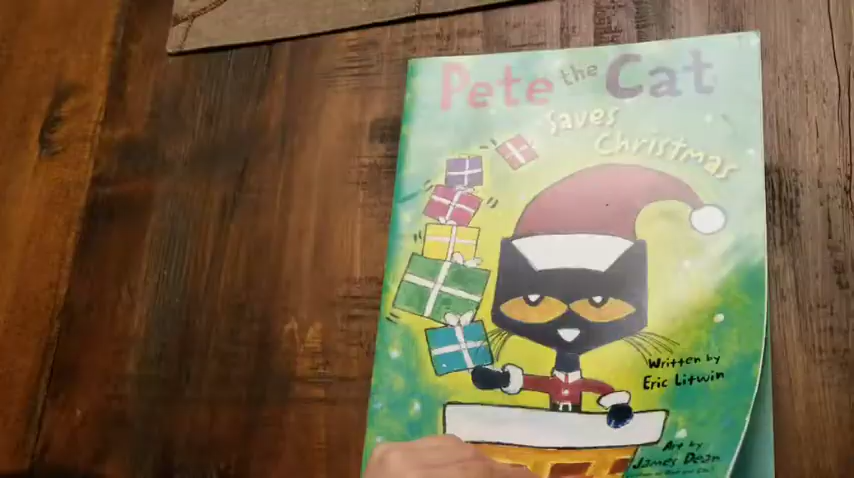 Pete the Cat
Saves
Christmas
Written by
Eric Litwin
Art by
James Dean